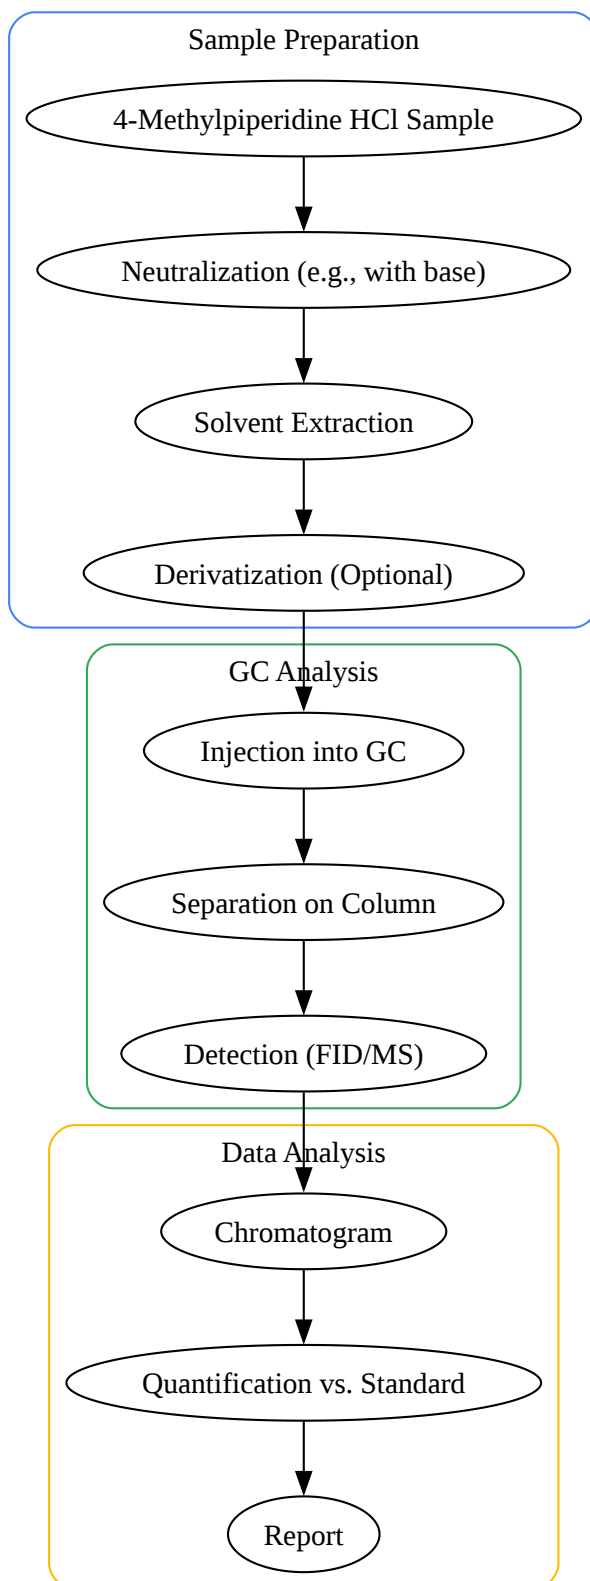 Sample Preparation
4-Methylpiperidine HCl Sample
Neutralization (e.g., with base)
Solvent Extraction
Derivatization (Optional)
GC Analysis
Injection into GC
Separation on Column
Detection (FID/MS)
Data Analysis
Chromatogram
Quantification vs. Standard
Report